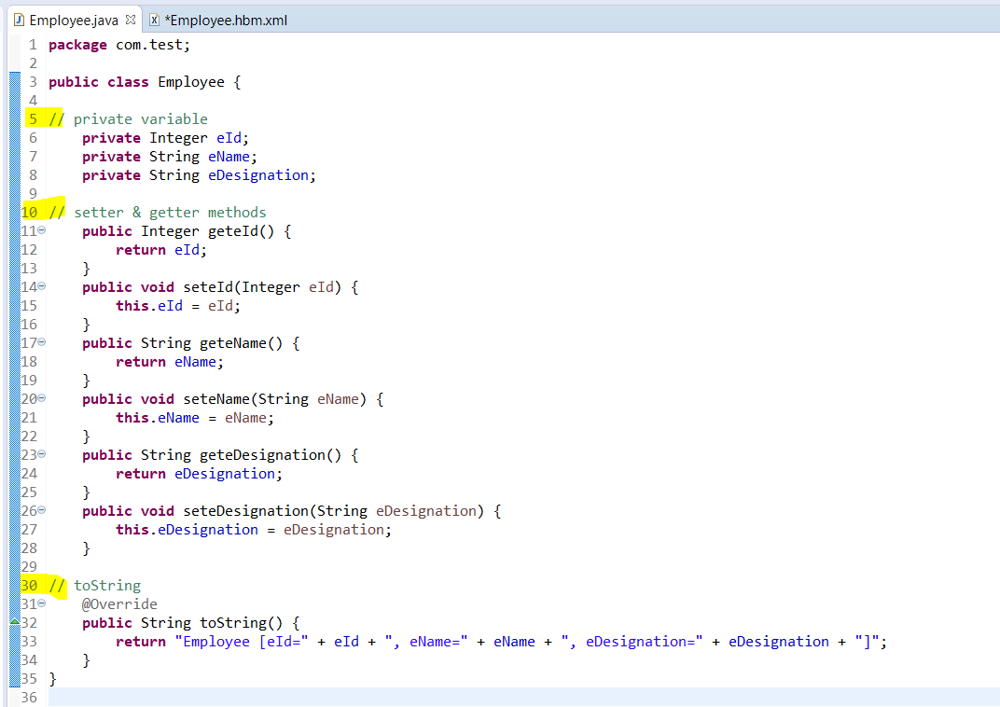 Employee.java *Employee.hbm.xml
1 package com.test;
2
3 public class Employee {
4
5 // private variable
6 private Integer eId;
7 private String eName;
8 private String eDesignation;
9
10 // setter & getter methods
11 public Integer geteId() {
12 return eId;
13 }
14 public void seteId(Integer eId) {
15 this.eId = eId;
16 }
17 public String geteName() {
18 return eName;
19 }
20 public void seteName(String eName) {
21 this.eName = eName;
22 }
23 public String geteDesignation() {
24 return eDesignation;
25 }
26 public void seteDesignation(String eDesignation) {
27 this.eDesignation = eDesignation;
28 }
29
30 // toString
31 @Override
32 public String toString() {
33 return "Employee [eId=" + eId + ", eName=" + eName + ", eDesignation=" + eDesignation + "]";
34 }
35 }
36